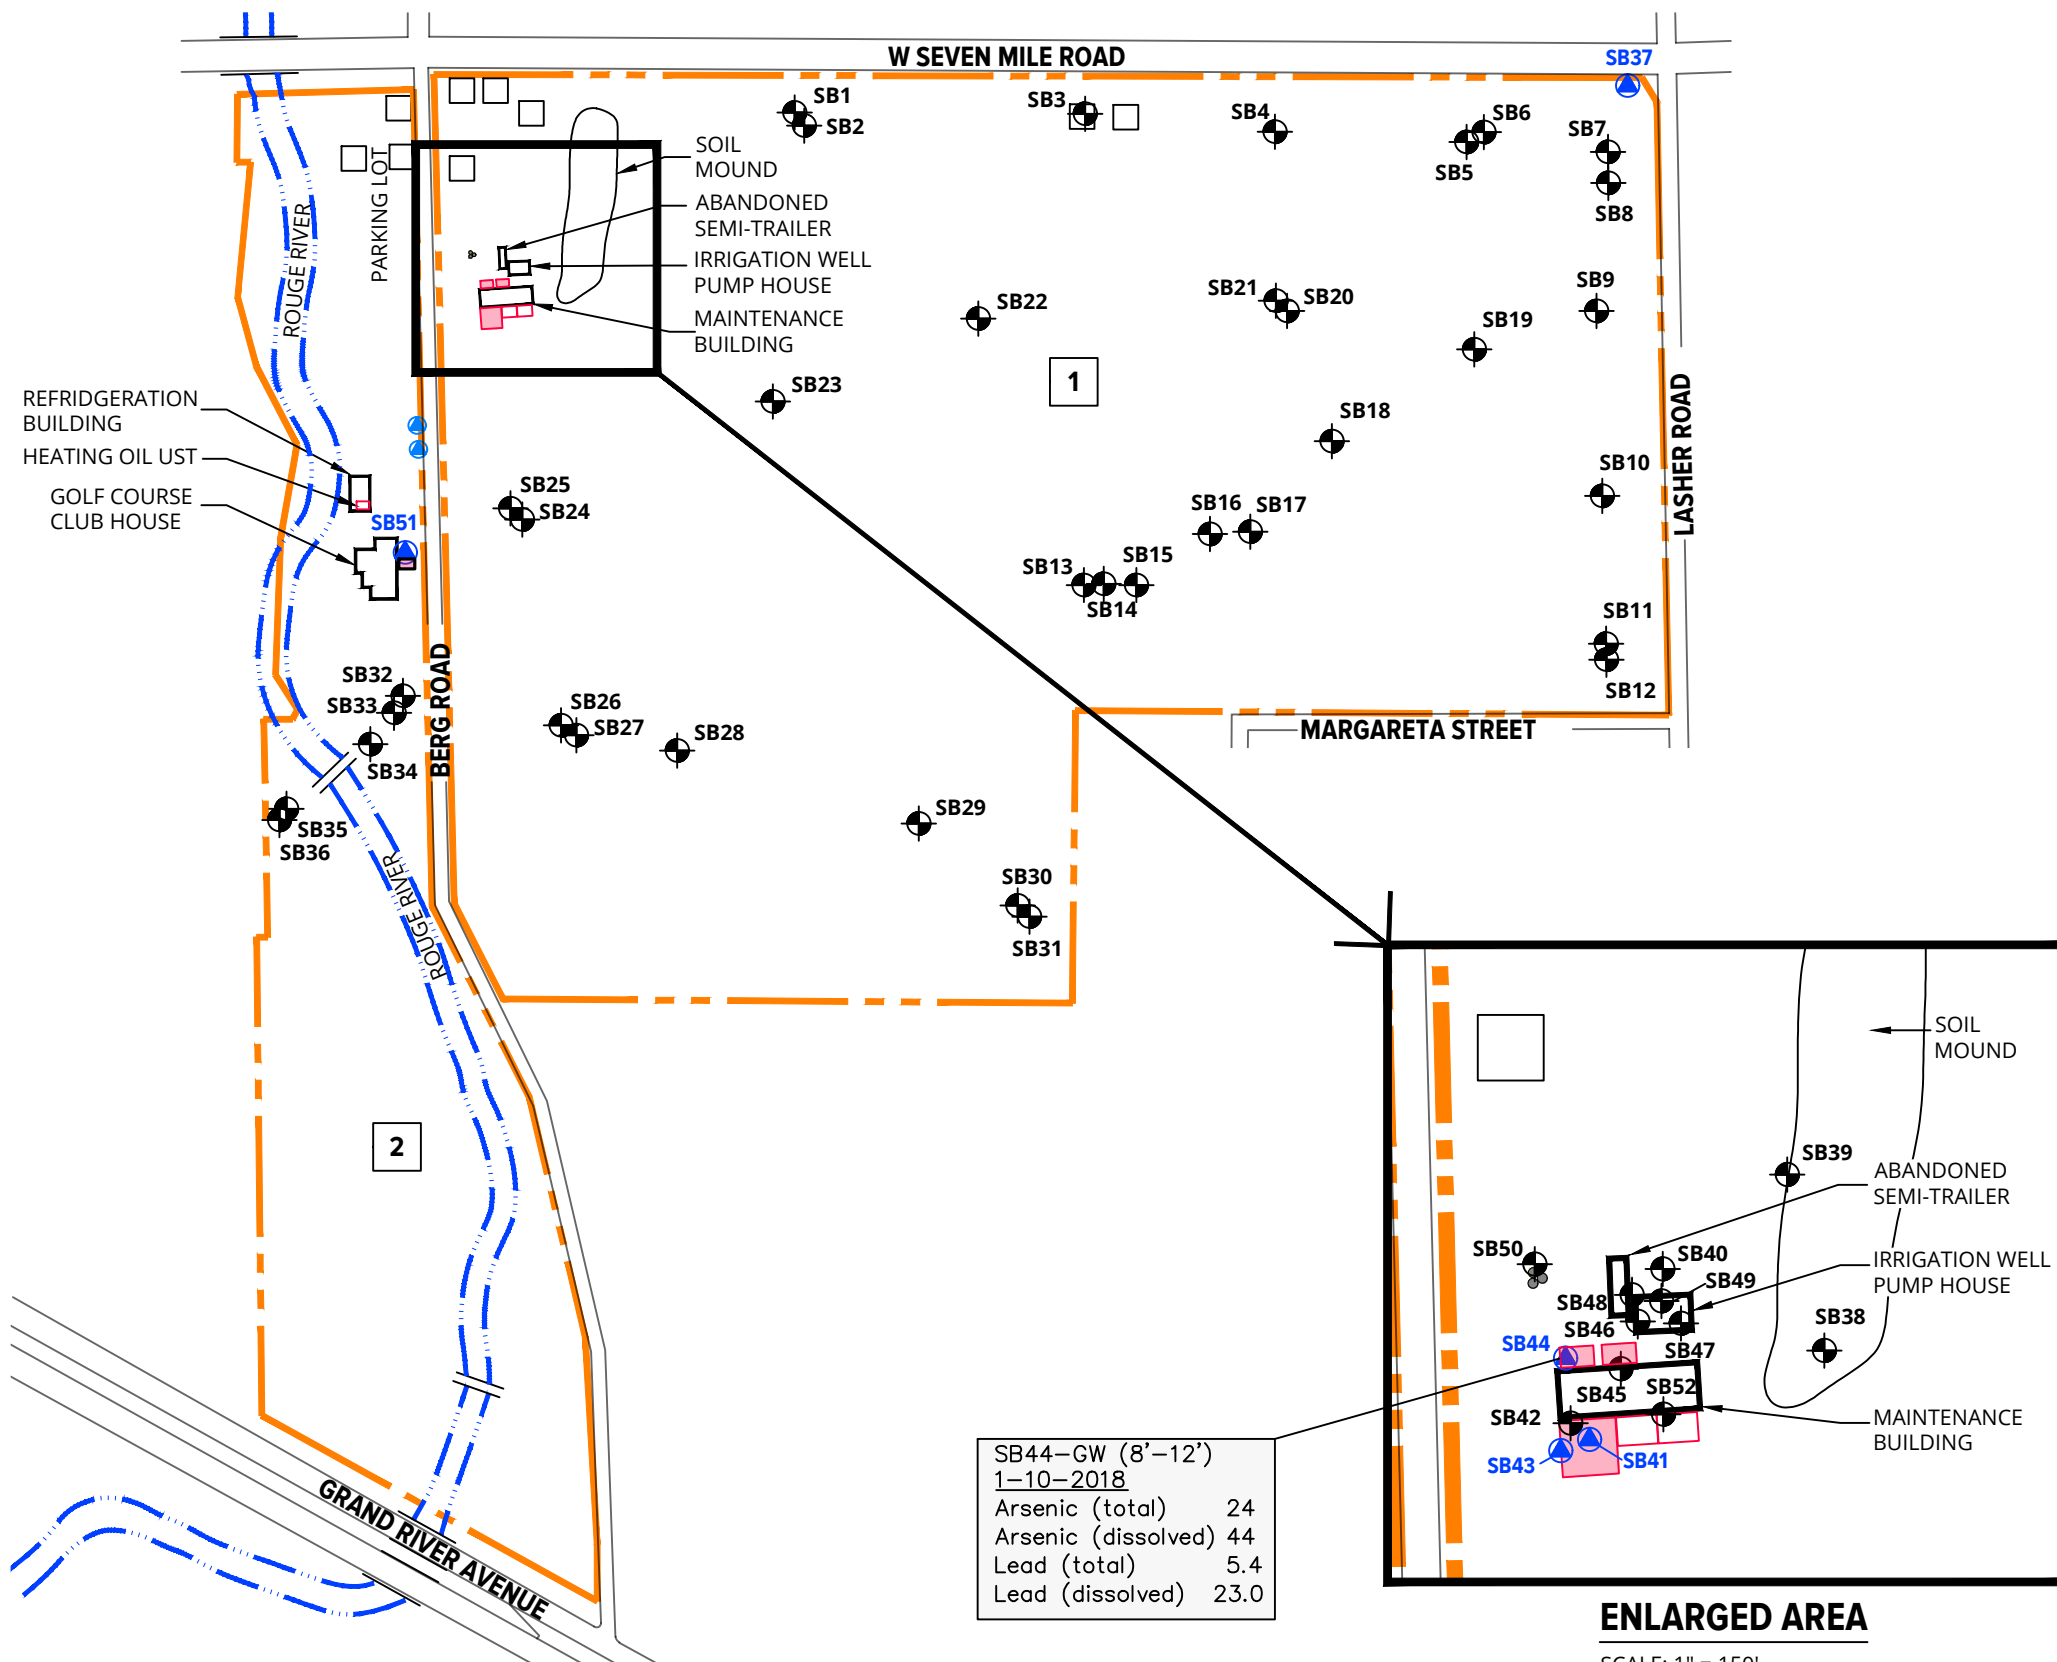 W SEVEN MILE ROAD
SB37
SB1
SB2
SB3
SB4
SB6
SB5
SB7
SB8
SOIL
MOUND
PARKING LOT
ROUGE RIVER
ABANDONED
SEMI-TRAILER
IRRIGATION WELL
PUMP HOUSE
MAINTENANCE
BUILDING
SB22
SB21
SB20
SB19
SB9
1
SB23
SB18
LASHER ROAD
REFRIDGERATION
BUILDING
HEATING OIL UST
GOLF COURSE
CLUB HOUSE
SB51
SB25
SB24
SB16
SB17
SB10
SB13
SB15
SB14
SB11
SB12
SB32
SB33
SB34
BERG ROAD
SB26
SB27
SB28
MARGARETA STREET
SB35
SB36
SB29
ROUGE RIVER
SB30
SB31
2
SOIL
MOUND
SB39
ABANDONED
SEMI-TRAILER
SB50
SB40
SB49
IRRIGATION WELL
PUMP HOUSE
SB48
SB46
SB38
SB44
SB47
SB45
SB52
SB42
MAINTENANCE
BUILDING
SB43
SB41
SB44-GW (8'-12')
1-10-2018
Arsenic (total) 24
Arsenic (dissolved) 44
Lead (total) 5.4
Lead (dissolved) 23.0
GRAND RIVER AVENUE
ENLARGED AREA
SCALE: 1" = 150'